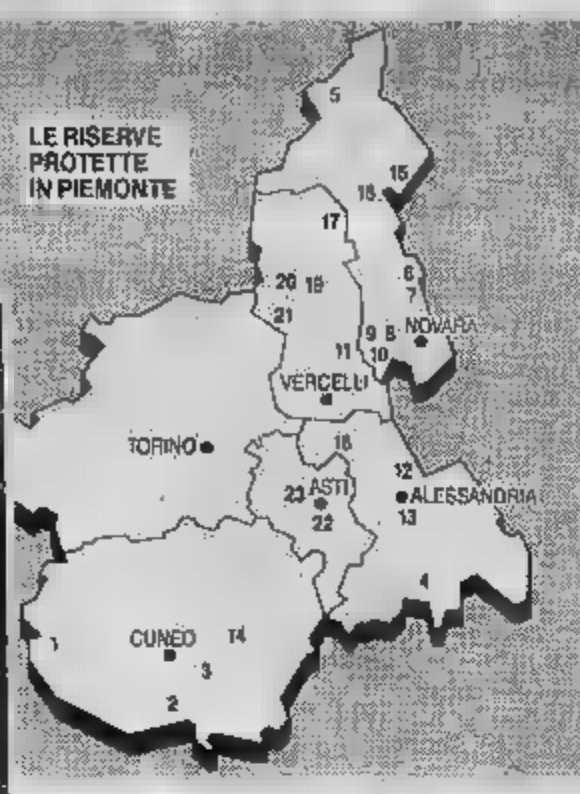 LE RISERVE
PROTETTE
IN PIEMONTE
5
15
16
17
6
7
20 19
21
NOVARA
9 8
10
11
VERCELLI
TORINO
18
12
ASTI
23
ALESSANDRIA
22
13
4
CUNEO
14
1
3
2